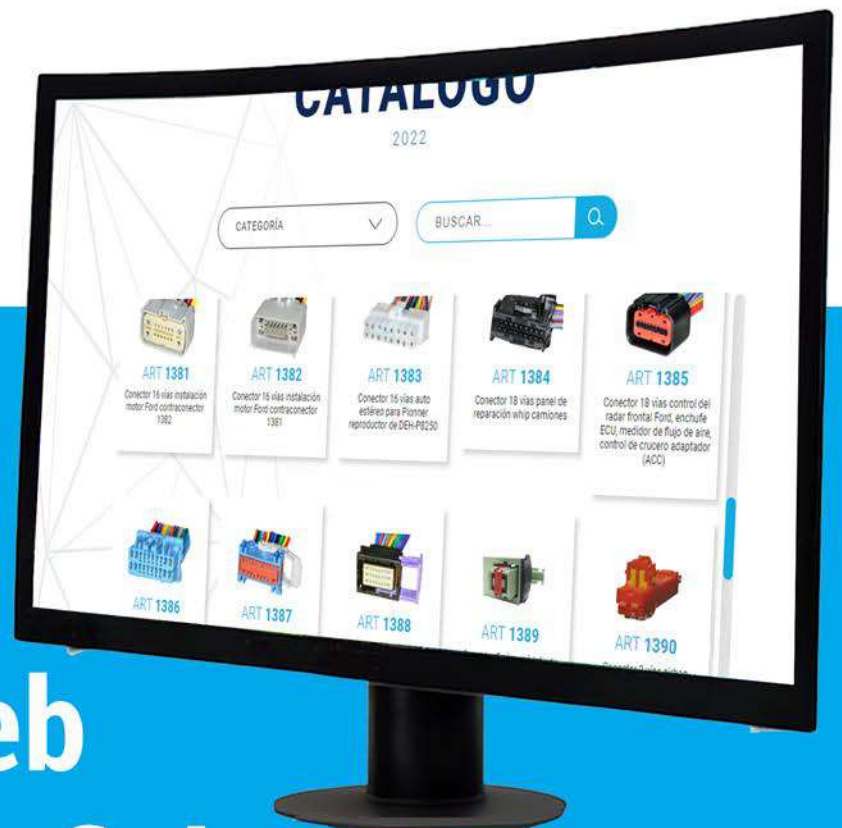 CATALOGO
2022
CATEGORÍA
BUSCAR...
ART 1381
Conector 16 vías instalación
motor Ford contraconector
1382
ART 1382
Conector 16 vías instalación
motor Ford contraconector
1381
ART 1383
Conector 16 vías auto
estéreo para Pionner
reproductor de DEH-P8250
ART 1384
Conector 18 vías panel de
reparación whip camiones
ART 1385
Conector 18 vías control del
radar frontal Ford, enchufe
ECU, medidor de flujo de aire,
control de crucero adaptador
(ACC)
ART 1386
ART 1387
ART 1388
ART 1389
ART 1390
eb